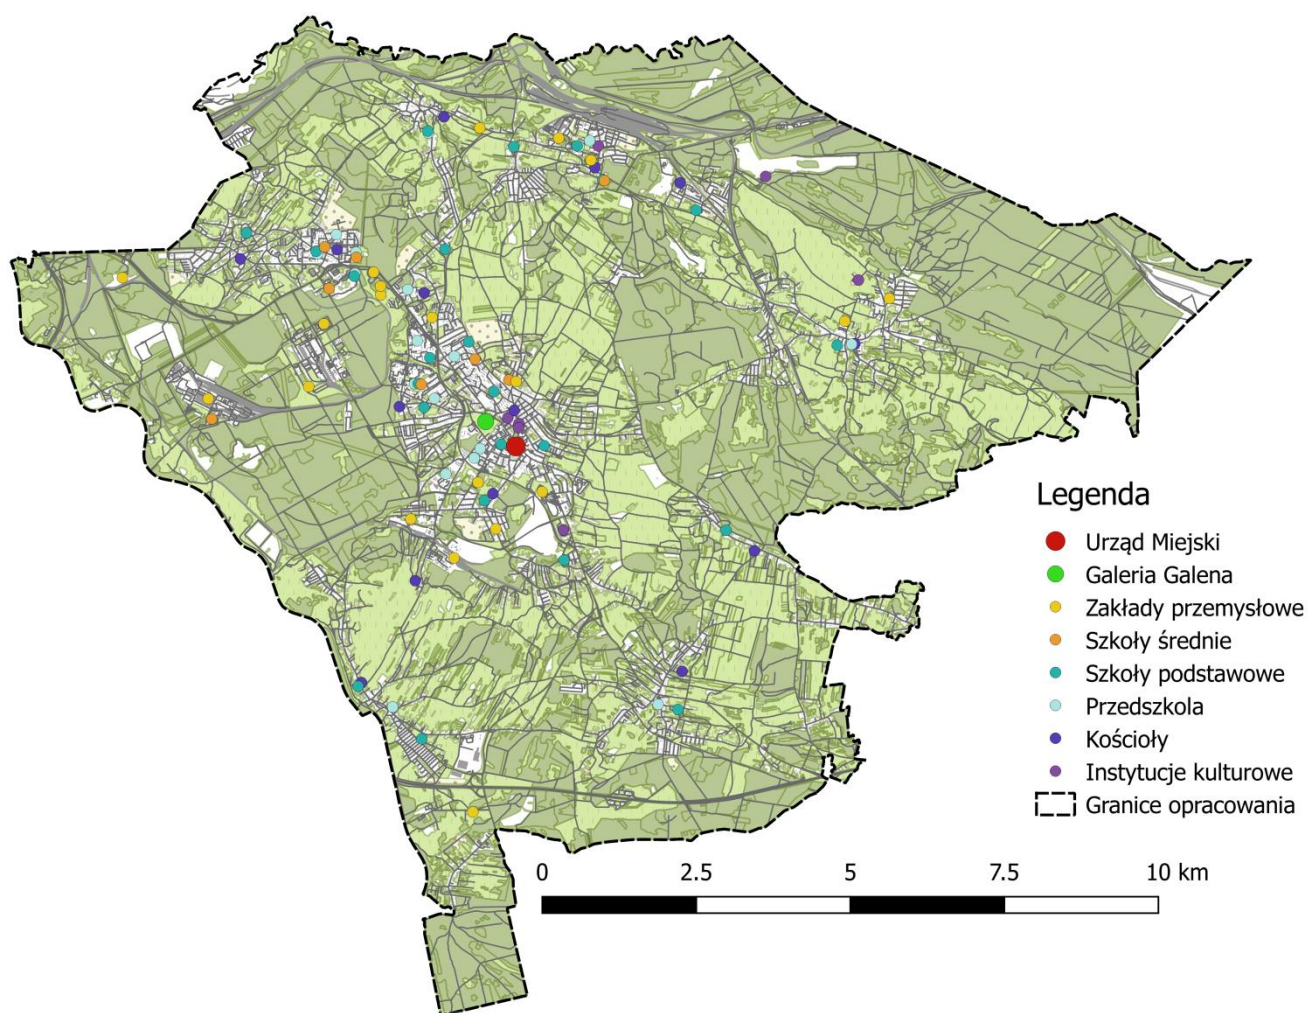 Legenda
Urząd Miejski
Galeria Galena
Zakłady przemysłowe
Szkoły średnie
Szkoły podstawowe
Przedszkola
Kościoły
Instytucje kulturowe
Granice opracowania
0 2.5 5 7.5 10 km